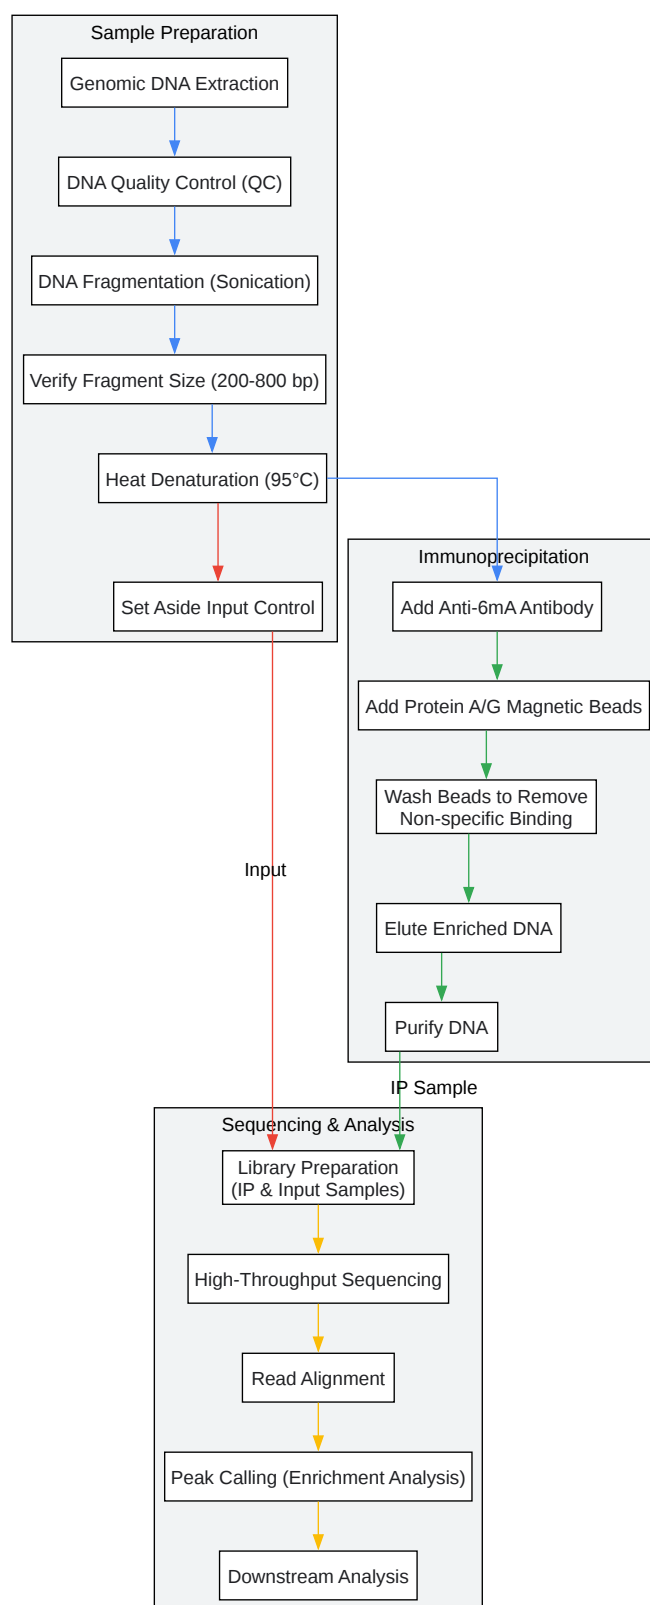 Sample Preparation
Genomic DNA Extraction
DNA Quality Control (QC)
DNA Fragmentation (Sonication)
Verify Fragment Size (200-800 bp)
Heat Denaturation (95°C)
Set Aside Input Control
Immunoprecipitation
Add Anti-6mA Antibody
Add Protein A/G Magnetic Beads
Wash Beads to Remove
Non-specific Binding
Elute Enriched DNA
Purify DNA
Input
IP Sample
Sequencing & Analysis
Library Preparation
(IP & Input Samples)
High-Throughput Sequencing
Read Alignment
Peak Calling (Enrichment Analysis)
Downstream Analysis